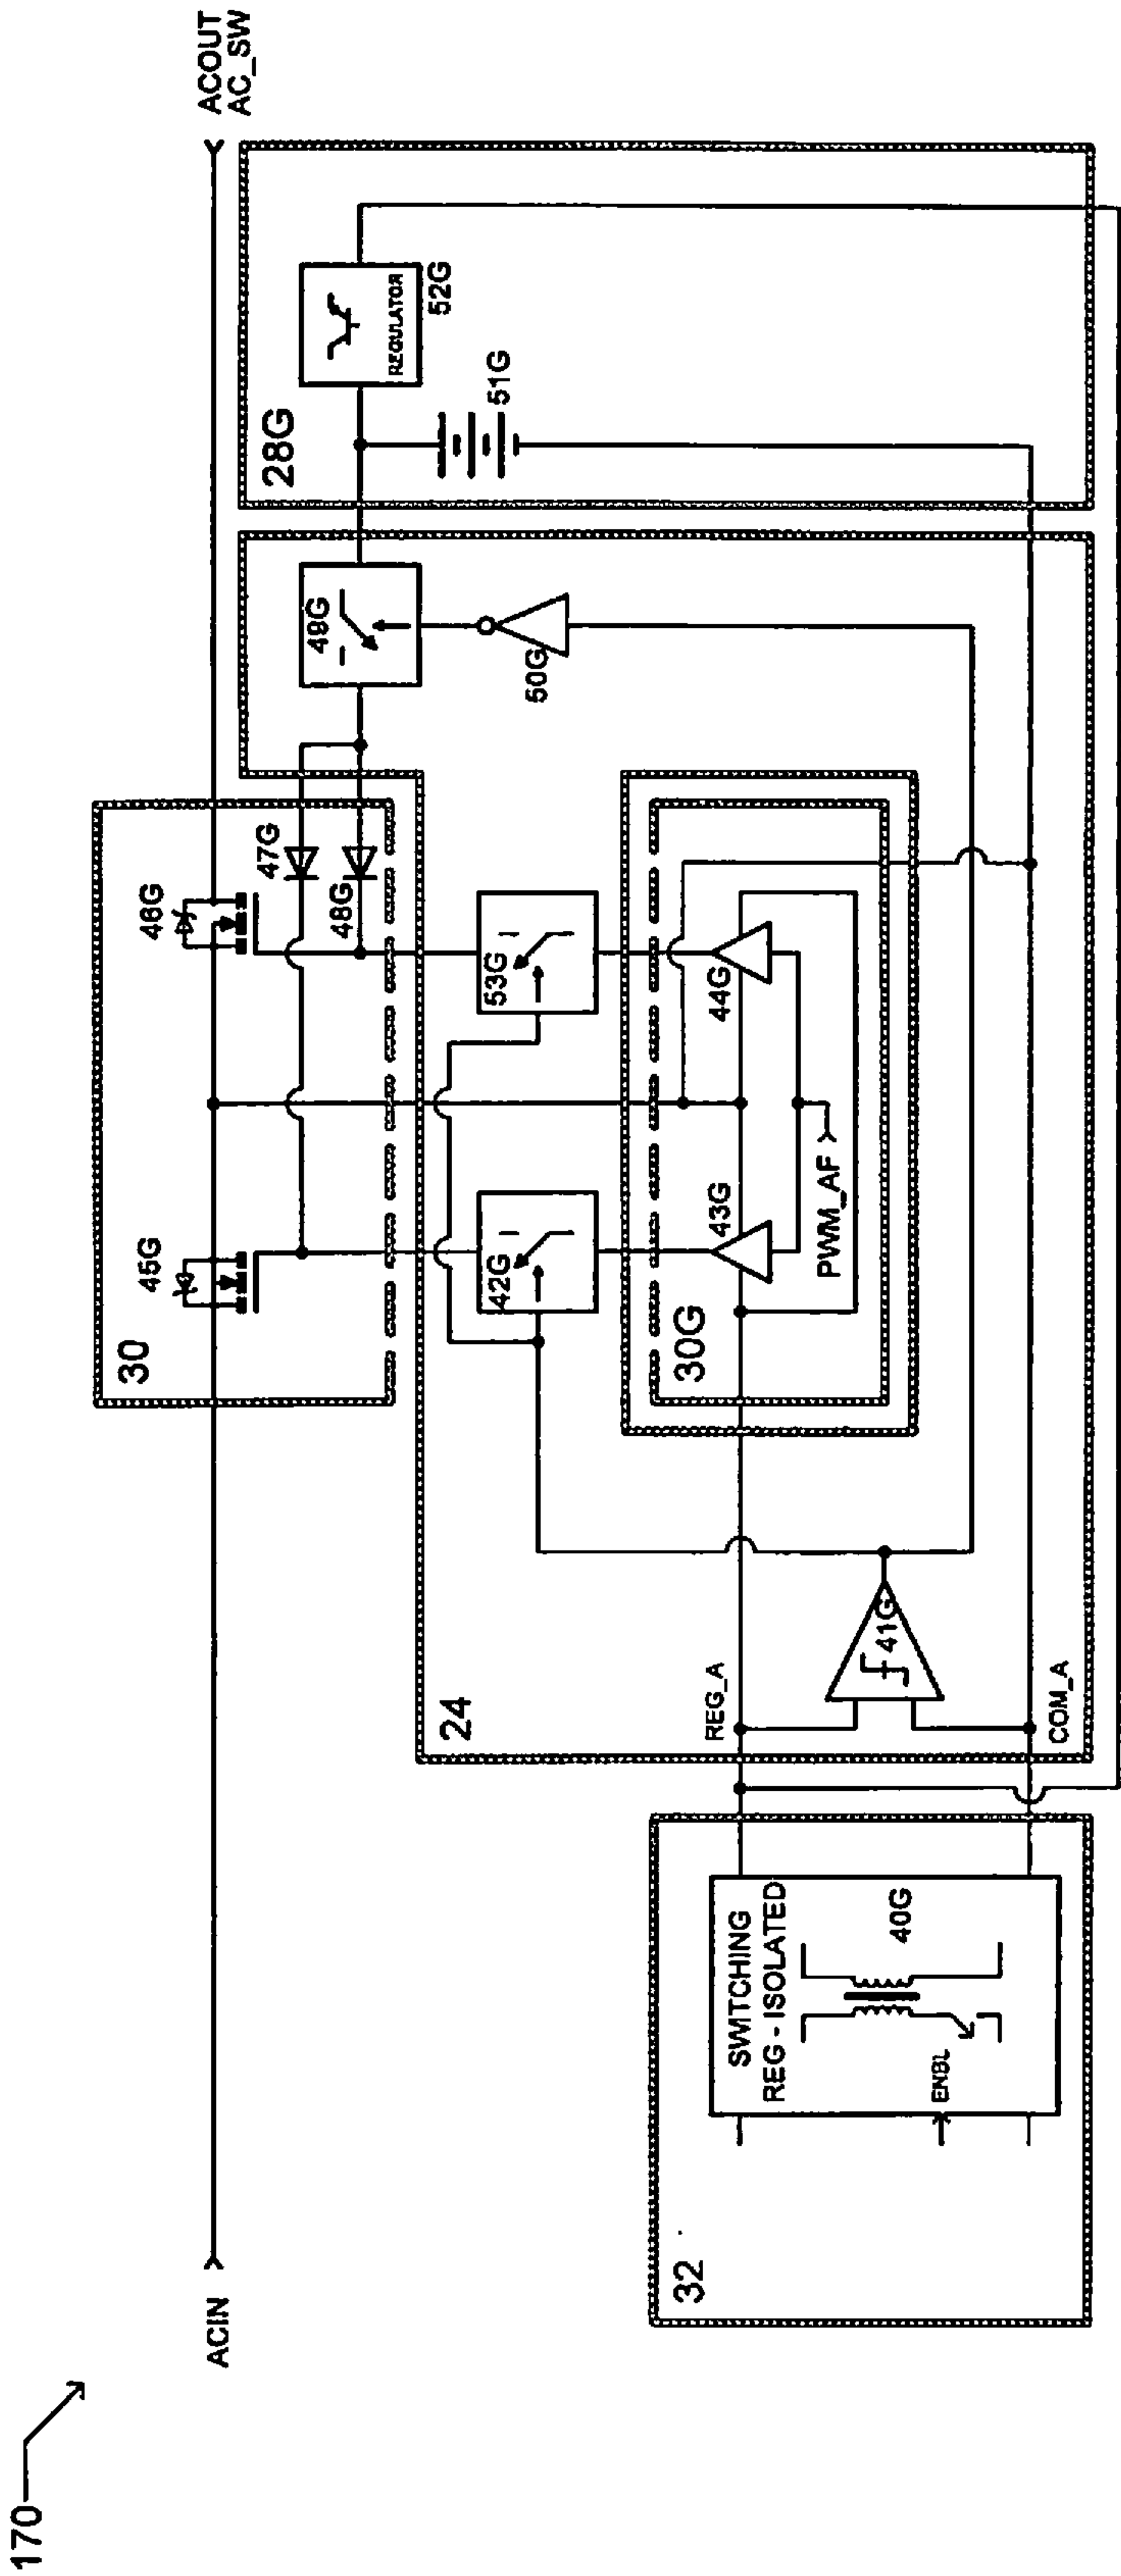 170
ACIN
ACOUT
AC_SW
30
45G
46G
47G
48G
49G
50G
28G
REGULATOR
52G
51G
42G
53G
30G
43G
44G
PWM_AF
24
REG_A
41G
COM_A
32
SWITCHING
REG - ISOLATED
40G
ENBL